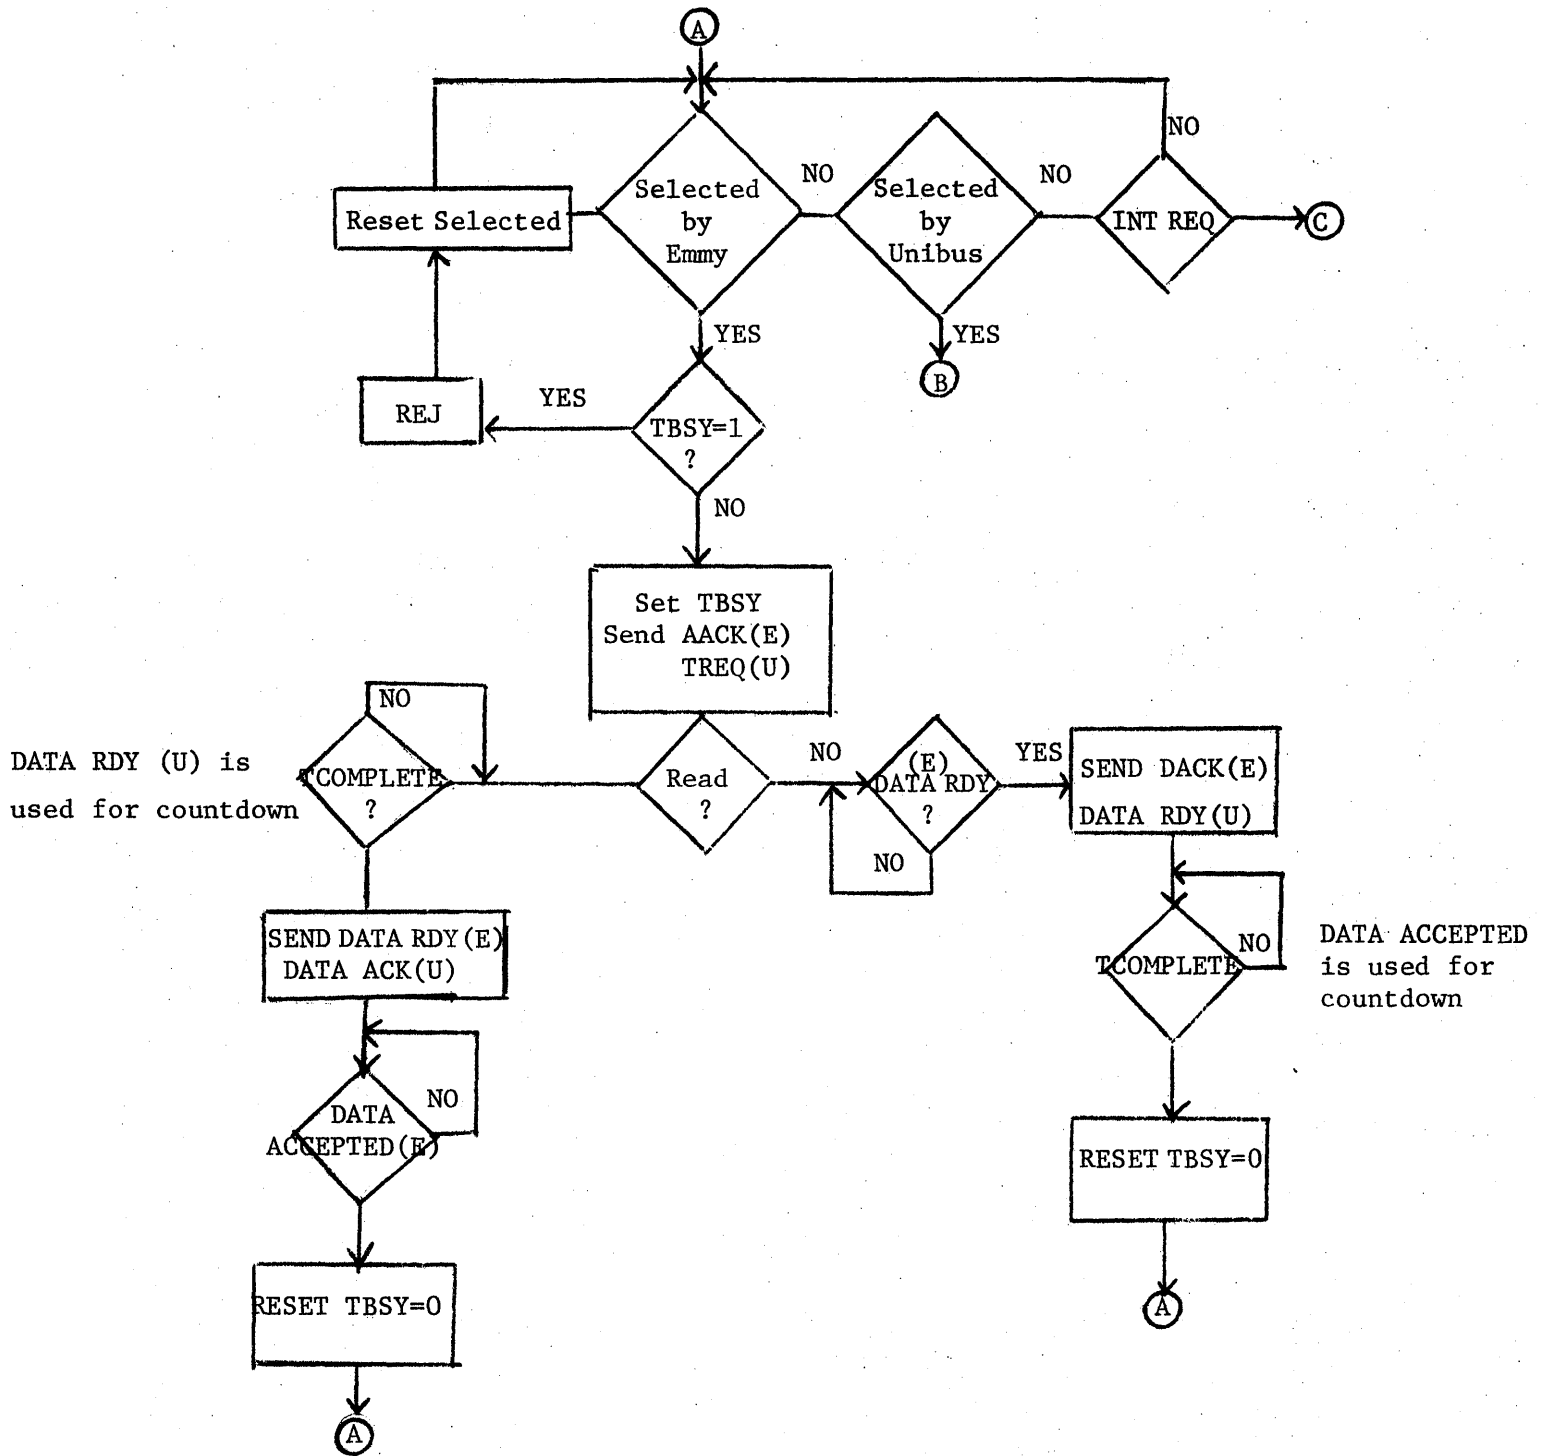 A
NO
NO
NO
Selected
by
Emmy
Selected
by
Unibus
Reset Selected
INT REQ
C
YES
YES
B
REJ
YES
TBSY=1
?
NO
Set TBSY
Send AACK(E)
TREQ(U)
NO
DATA RDY (U) is
used for countdown
TCOMPLETE
?
Read
?
NO
(E)
DATA RDY
?
YES
SEND DACK(E)
DATA RDY(U)
NO
SEND DATA RDY(E)
DATA ACK(U)
TCOMPLETE
NO
DATA ACCEPTED
is used for
countdown
DATA
ACCEPTED(E)
NO
RESET TBSY=0
A
RESET TBSY=0
A